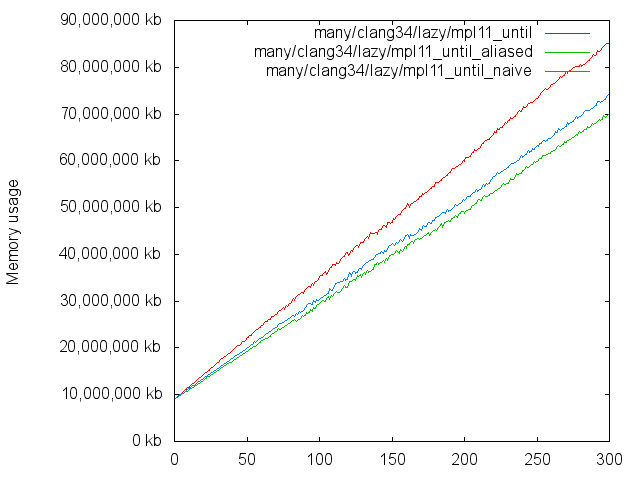 90,000,000 kb
80,000,000 kb
70,000,000 kb
60,000,000 kb
50,000,000 kb
40,000,000 kb
30,000,000 kb
20,000,000 kb
10,000,000 kb
0 kb
Memory usage
many/clang34/lazy/mpl11_until
many/clang34/lazy/mpl11_until_aliased
many/clang34/lazy/mpl11_until_naive
0 50 100 150 200 250 300